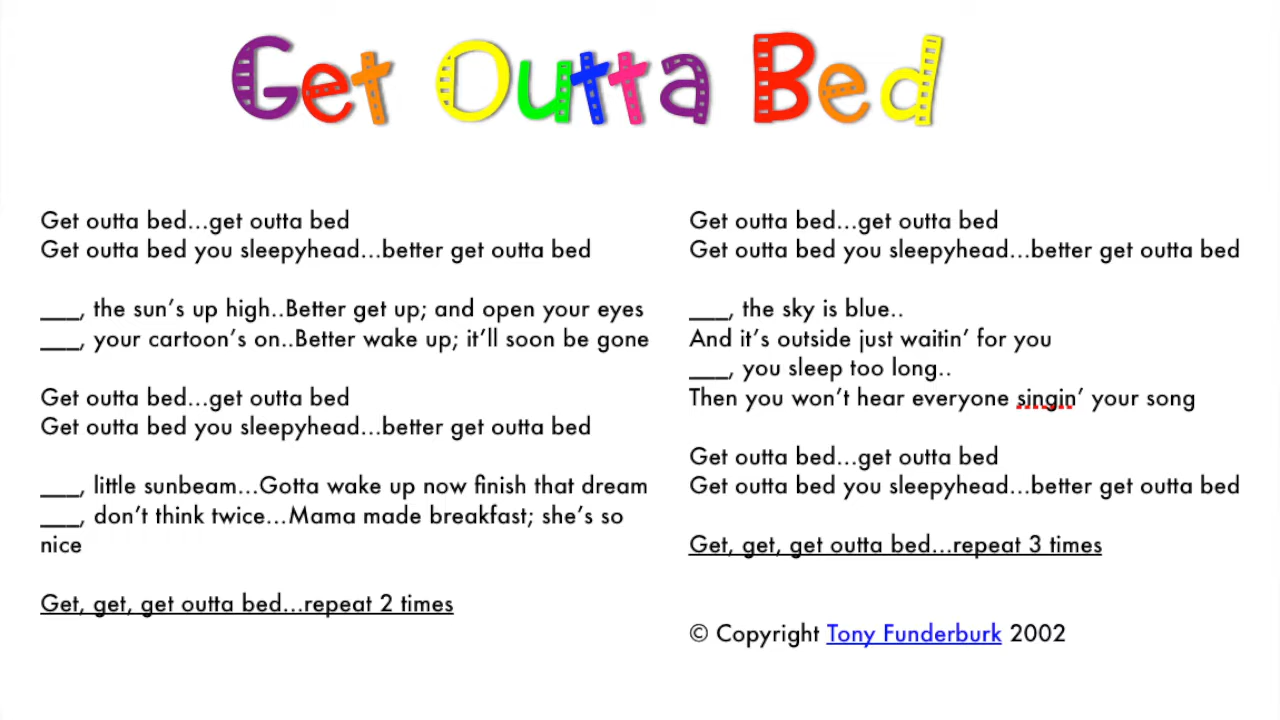 Get Outta Bed
Get outta bed...get outta bed
Get outta bed you sleepyhead...better get outta bed
___, the sun's up high..Better get up; and open your eyes
___, your cartoon's on..Better wake up; it'll soon be gone
Get outta bed...get outta bed
Get outta bed you sleepyhead...better get outta bed
___, little sunbeam...Gotta wake up now finish that dream
___, don't think twice...Mama made breakfast; she's so
nice
Get, get, get outta bed...repeat 2 times
Get outta bed...get outta bed
Get outta bed you sleepyhead...better get outta bed
___, the sky is blue..
And it's outside just waitin' for you
___, you sleep too long..
Then you won't hear everyone singin' your song
Get outta bed...get outta bed
Get outta bed you sleepyhead...better get outta bed
Get, get, get outta bed...repeat 3 times
© Copyright Tony Funderburk 2002